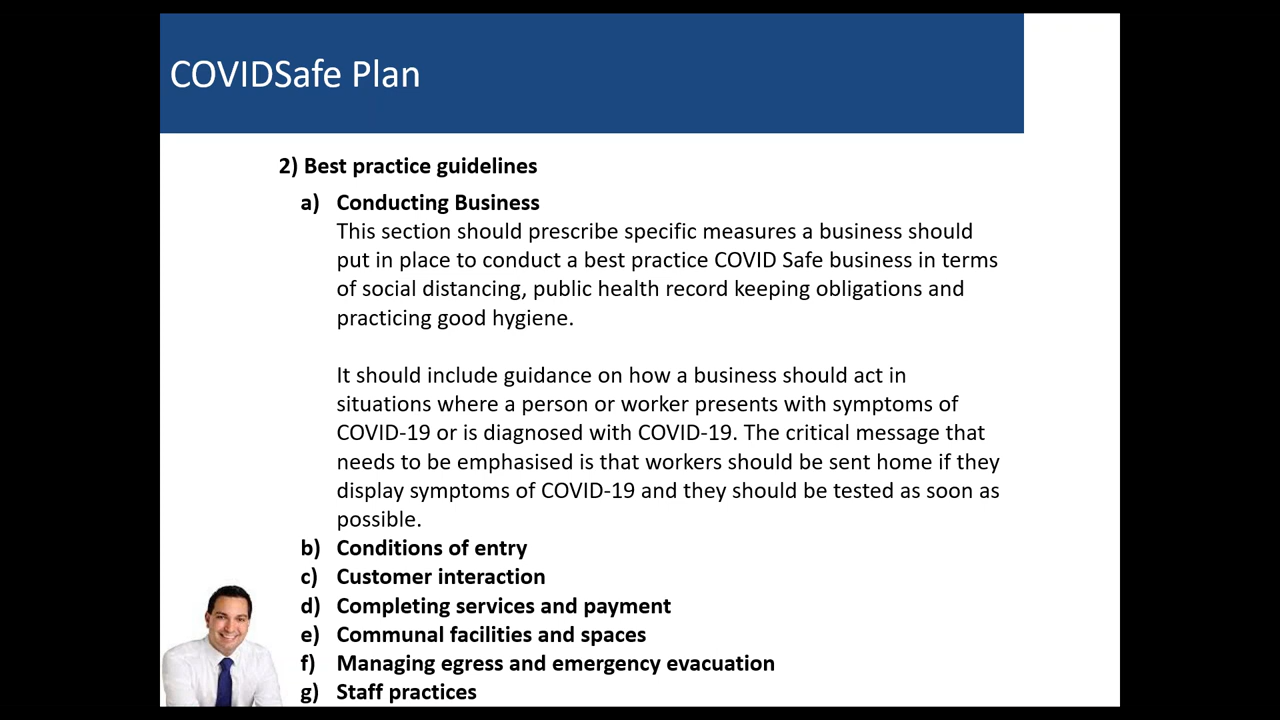 COVIDSafe Plan
2) Best practice guidelines
a) Conducting Business
This section should prescribe specific measures a business should
put in place to conduct a best practice COVID Safe business in terms
of social distancing, public health record keeping obligations and
practicing good hygiene.
It should include guidance on how a business should act in
situations where a person or worker presents with symptoms of
COVID-19 or is diagnosed with COVID-19. The critical message that
needs to be emphasised is that workers should be sent home if they
display symptoms of COVID-19 and they should be tested as soon as
possible.
b) Conditions of entry
c) Customer interaction
d) Completing services and payment
e) Communal facilities and spaces
f) Managing egress and emergency evacuation
g) Staff practices